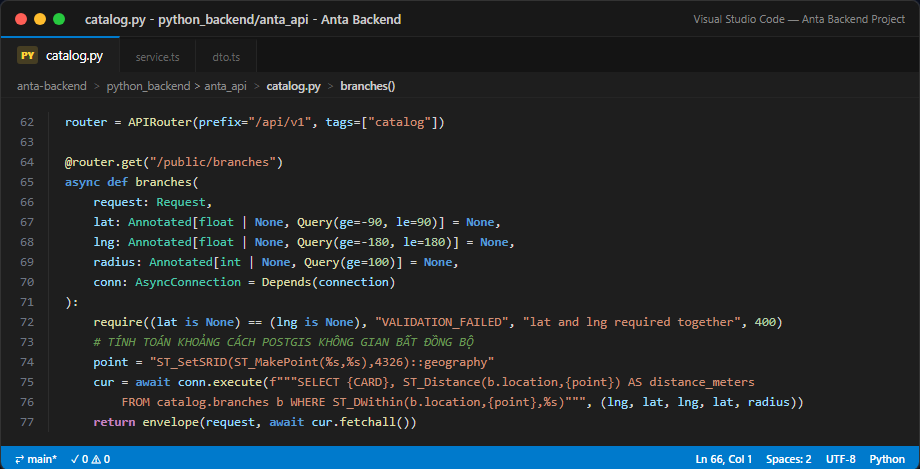 catalog.py - python_backend/anta_api - Anta Backend
Visual Studio Code — Anta Backend Project
PY catalog.py service.ts dto.ts
anta-backend > python_backend > anta_api > catalog.py > branches()
62 router = APIRouter(prefix="/api/v1", tags=["catalog"])
63
64 @router.get("/public/branches")
65 async def branches(
66     request: Request,
67     lat: Annotated[float | None, Query(ge=-90, le=90)] = None,
68     lng: Annotated[float | None, Query(ge=-180, le=180)] = None,
69     radius: Annotated[int | None, Query(ge=100)] = None,
70     conn: AsyncConnection = Depends(connection)
71 ):
72     require((lat is None) == (lng is None), "VALIDATION_FAILED", "lat and lng required together", 400)
73     # TÍNH TOÁN KHOẢNG CÁCH POSTGIS KHÔNG GIAN BẤT ĐỒNG BỘ
74     point = "ST_SetSRID(ST_MakePoint(%s,%s),4326)::geography"
75     cur = await conn.execute(f"""SELECT {CARD}, ST_Distance(b.location,{point}) AS distance_meters
76         FROM catalog.branches b WHERE ST_DWithin(b.location,{point},%s)""", (lng, lat, lng, lat, radius))
77     return envelope(request, await cur.fetchall())
⇄ main* ✓ 0 ⚠ 0 Ln 66, Col 1 Spaces: 2 UTF-8 Python